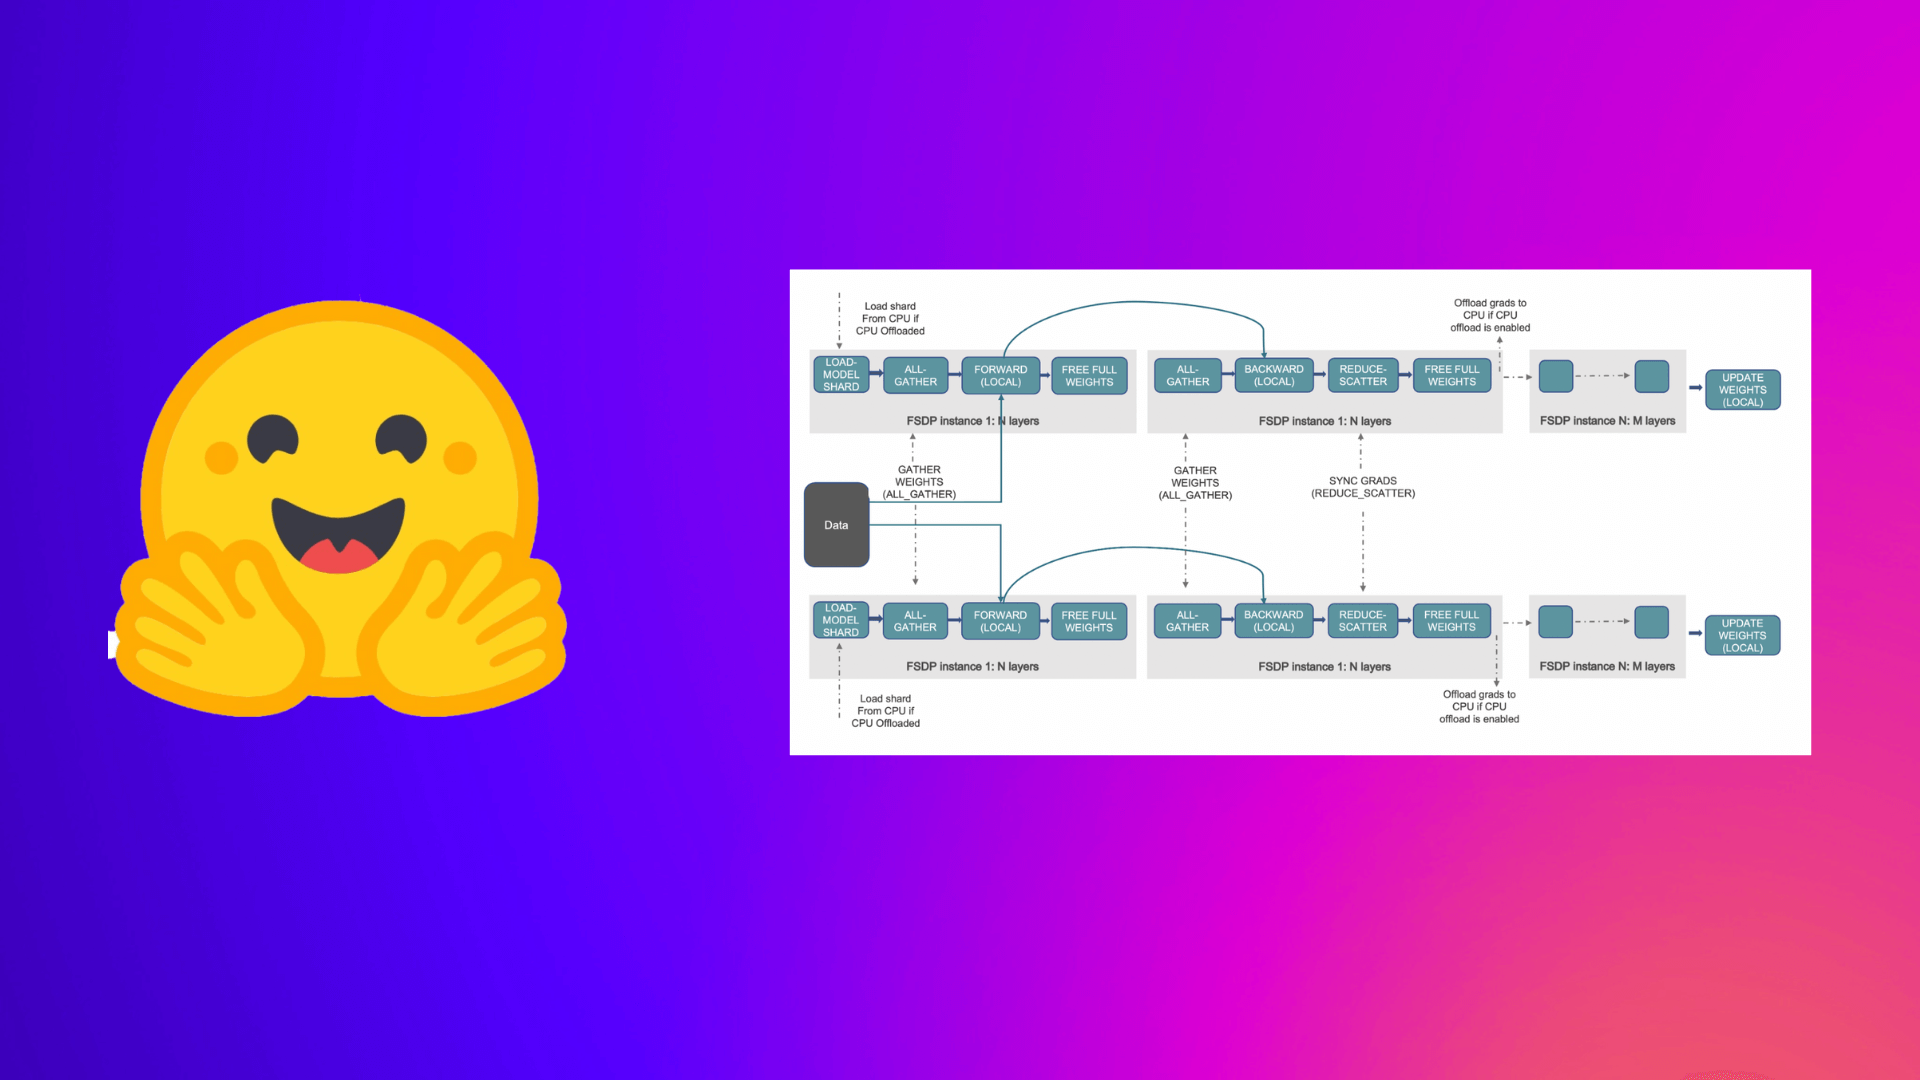 Load shard
From CPU if
CPU Offloaded
Offload grads to
CPU if CPU
offload is enabled
LOAD-
MODEL
SHARD
ALL-
GATHER
FORWARD
(LOCAL)
FREE FULL
WEIGHTS
FSDP instance 1: N layers
ALL-
GATHER
BACKWARD
(LOCAL)
REDUCE-
SCATTER
FREE FULL
WEIGHTS
FSDP instance 1: N layers
FSDP instance N: M layers
UPDATE
WEIGHTS
(LOCAL)
GATHER
WEIGHTS
(ALL_GATHER)
GATHER
WEIGHTS
(ALL_GATHER)
SYNC GRADS
(REDUCE_SCATTER)
Data
LOAD-
MODEL
SHARD
ALL-
GATHER
FORWARD
(LOCAL)
FREE FULL
WEIGHTS
FSDP instance 1: N layers
ALL-
GATHER
BACKWARD
(LOCAL)
REDUCE-
SCATTER
FREE FULL
WEIGHTS
FSDP instance 1: N layers
FSDP instance N: M layers
UPDATE
WEIGHTS
(LOCAL)
Load shard
From CPU if
CPU Offloaded
Offload grads to
CPU if CPU
offload is enabled